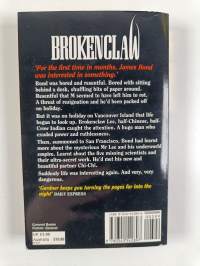 BROKENCLAW
'For the first time in months, James Bond
was interested in something.'
Bond was bored and resentful. Bored with sitting
behind a desk, shuffling bits of paper around.
Resentful that M seemed to have left him to rot.
A threat of resignation and he'd been packed off
on holiday.
But it was on holiday on Vancouver Island that life
began to look up. Brokenclaw Lee, half-Chinese, half-
Crow Indian caught the attention. A huge man who
exuded power and ruthlessness.
Then, summoned to San Francisco, Bond had heard
more about the mysterious Mr Lee and his underworld
empire. Learnt about the five missing scientists and
their ultra-secret work. He'd met his new and
beautiful partner Chi-Chi.
Suddenly life was interesting again. And very, very
dangerous.
'Gardner keeps you turning the pages far into the
night' DAILY EXPRESS
Coronet Books
Fiction: General